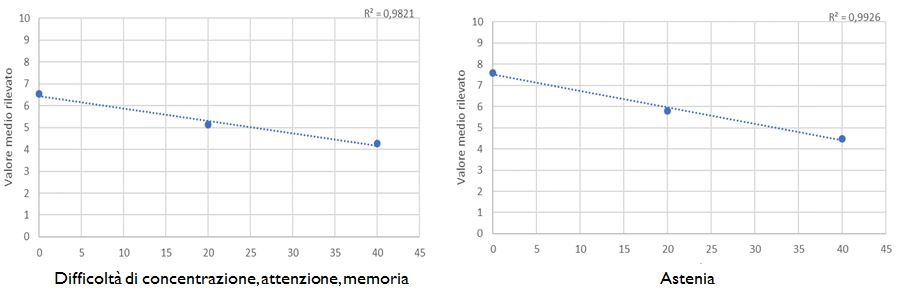 R² = 0,9821
10
9
8
7
6
5
4
3
2
1
0
Valore medio rilevato
0 5 10 15 20 25 30 35 40 45
Difficoltà di concentrazione, attenzione, memoria
R² = 0,9926
10
9
8
7
6
5
4
3
2
1
0
Valore medio rilevato
0 5 10 15 20 25 30 35 40 45
Astenia